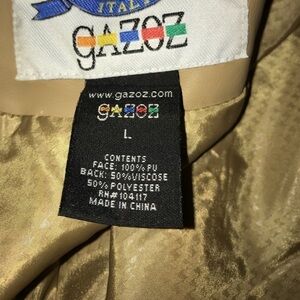 ITALY
GAZOZ
www.gazoz.com
GAZOZ
L
CONTENTS
FACE: 100% PU
BACK: 50%VISCOSE
50% POLYESTER
RN#104117
MADE IN CHINA